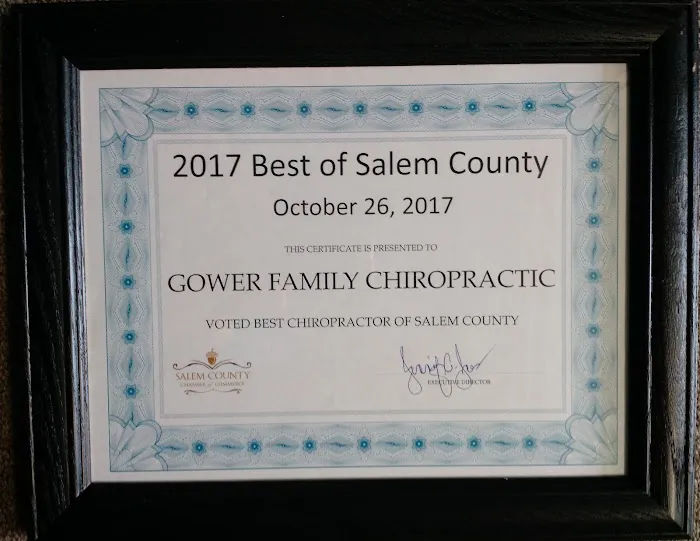 2017 Best of Salem County
October 26, 2017
THIS CERTIFICATE IS PRESENTED TO
GOWER FAMILY CHIROPRACTIC
VOTED BEST CHIROPRACTOR OF SALEM COUNTY
SALEM COUNTY
CHAMBER of COMMERCE
EXECUTIVE DIRECTOR